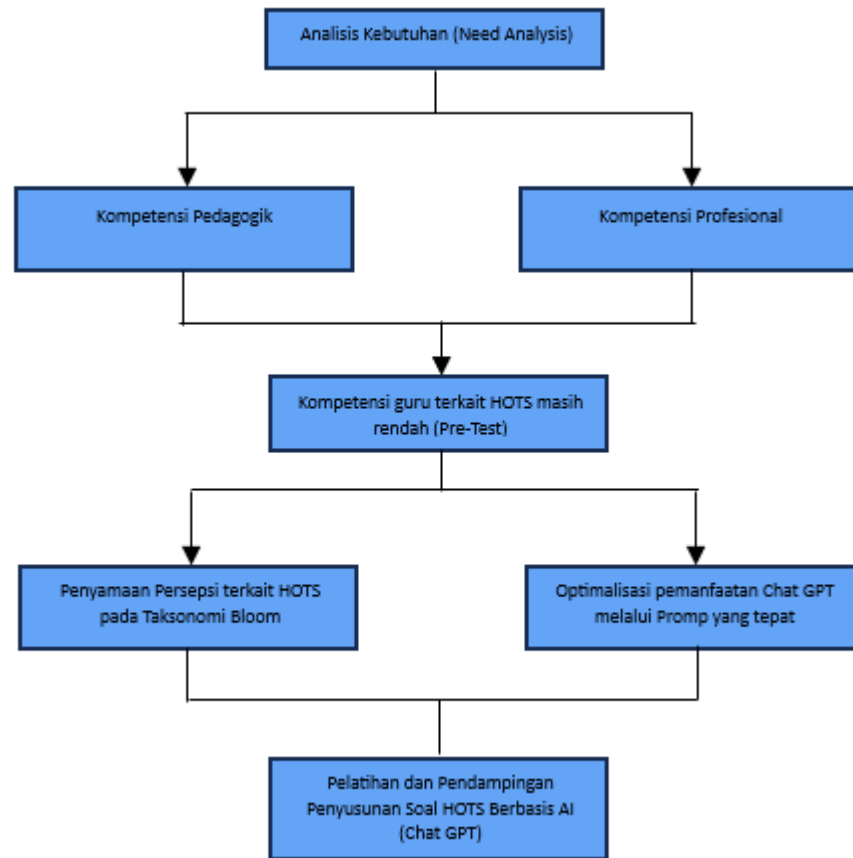 Analisis Kebutuhan (Need Analysis)
Kompetensi Pedagogik
Kompetensi Profesional
Kompetensi guru terkait HOTS masih
rendah (Pre-Test)
Penyamaan Persepsi terkait HOTS
pada Taksonomi Bloom
Optimalisasi pemanfaatan Chat GPT
melalui Promp yang tepat
Pelatihan dan Pendampingan
Penyusunan Soal HOTS Berbasis AI
(Chat GPT)